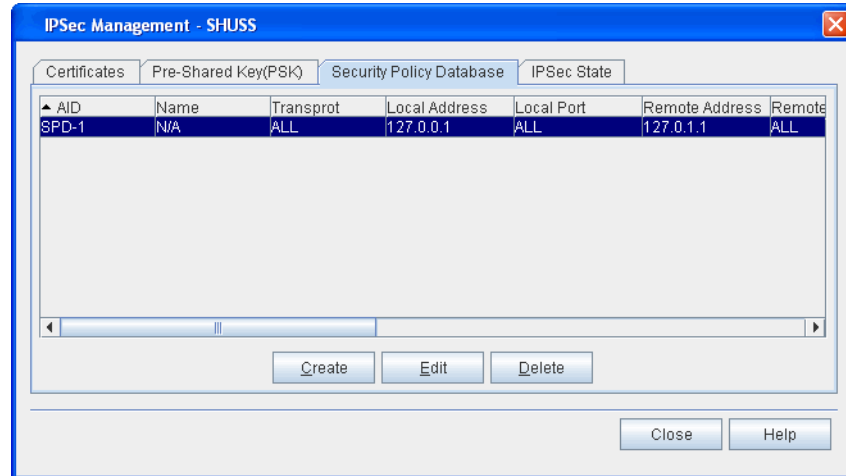 IPSec Management - SHUSS
Certificates Pre-Shared Key(PSK) Security Policy Database IPSec State
AID Name Transprot Local Address Local Port Remote Address Remote
SPD-1 N/A ALL 127.0.0.1 ALL 127.0.1.1 ALL
Create Edit Delete
Close Help